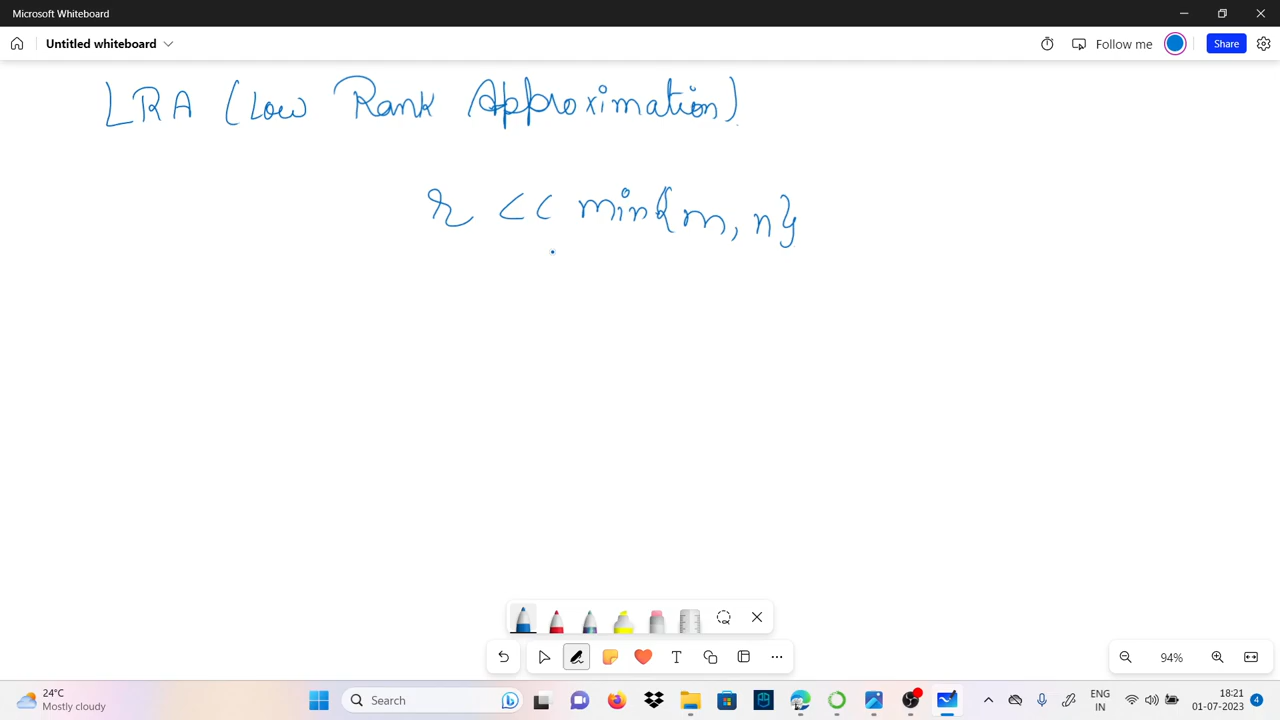 Microsoft Whiteboard
Untitled whiteboard
Follow me
Share
LRA (Low Rank Approximation)
r << min{m, n}
T
94%
24°C
Mostly cloudy
Search
ENG
IN
18:21
01-07-2023
4